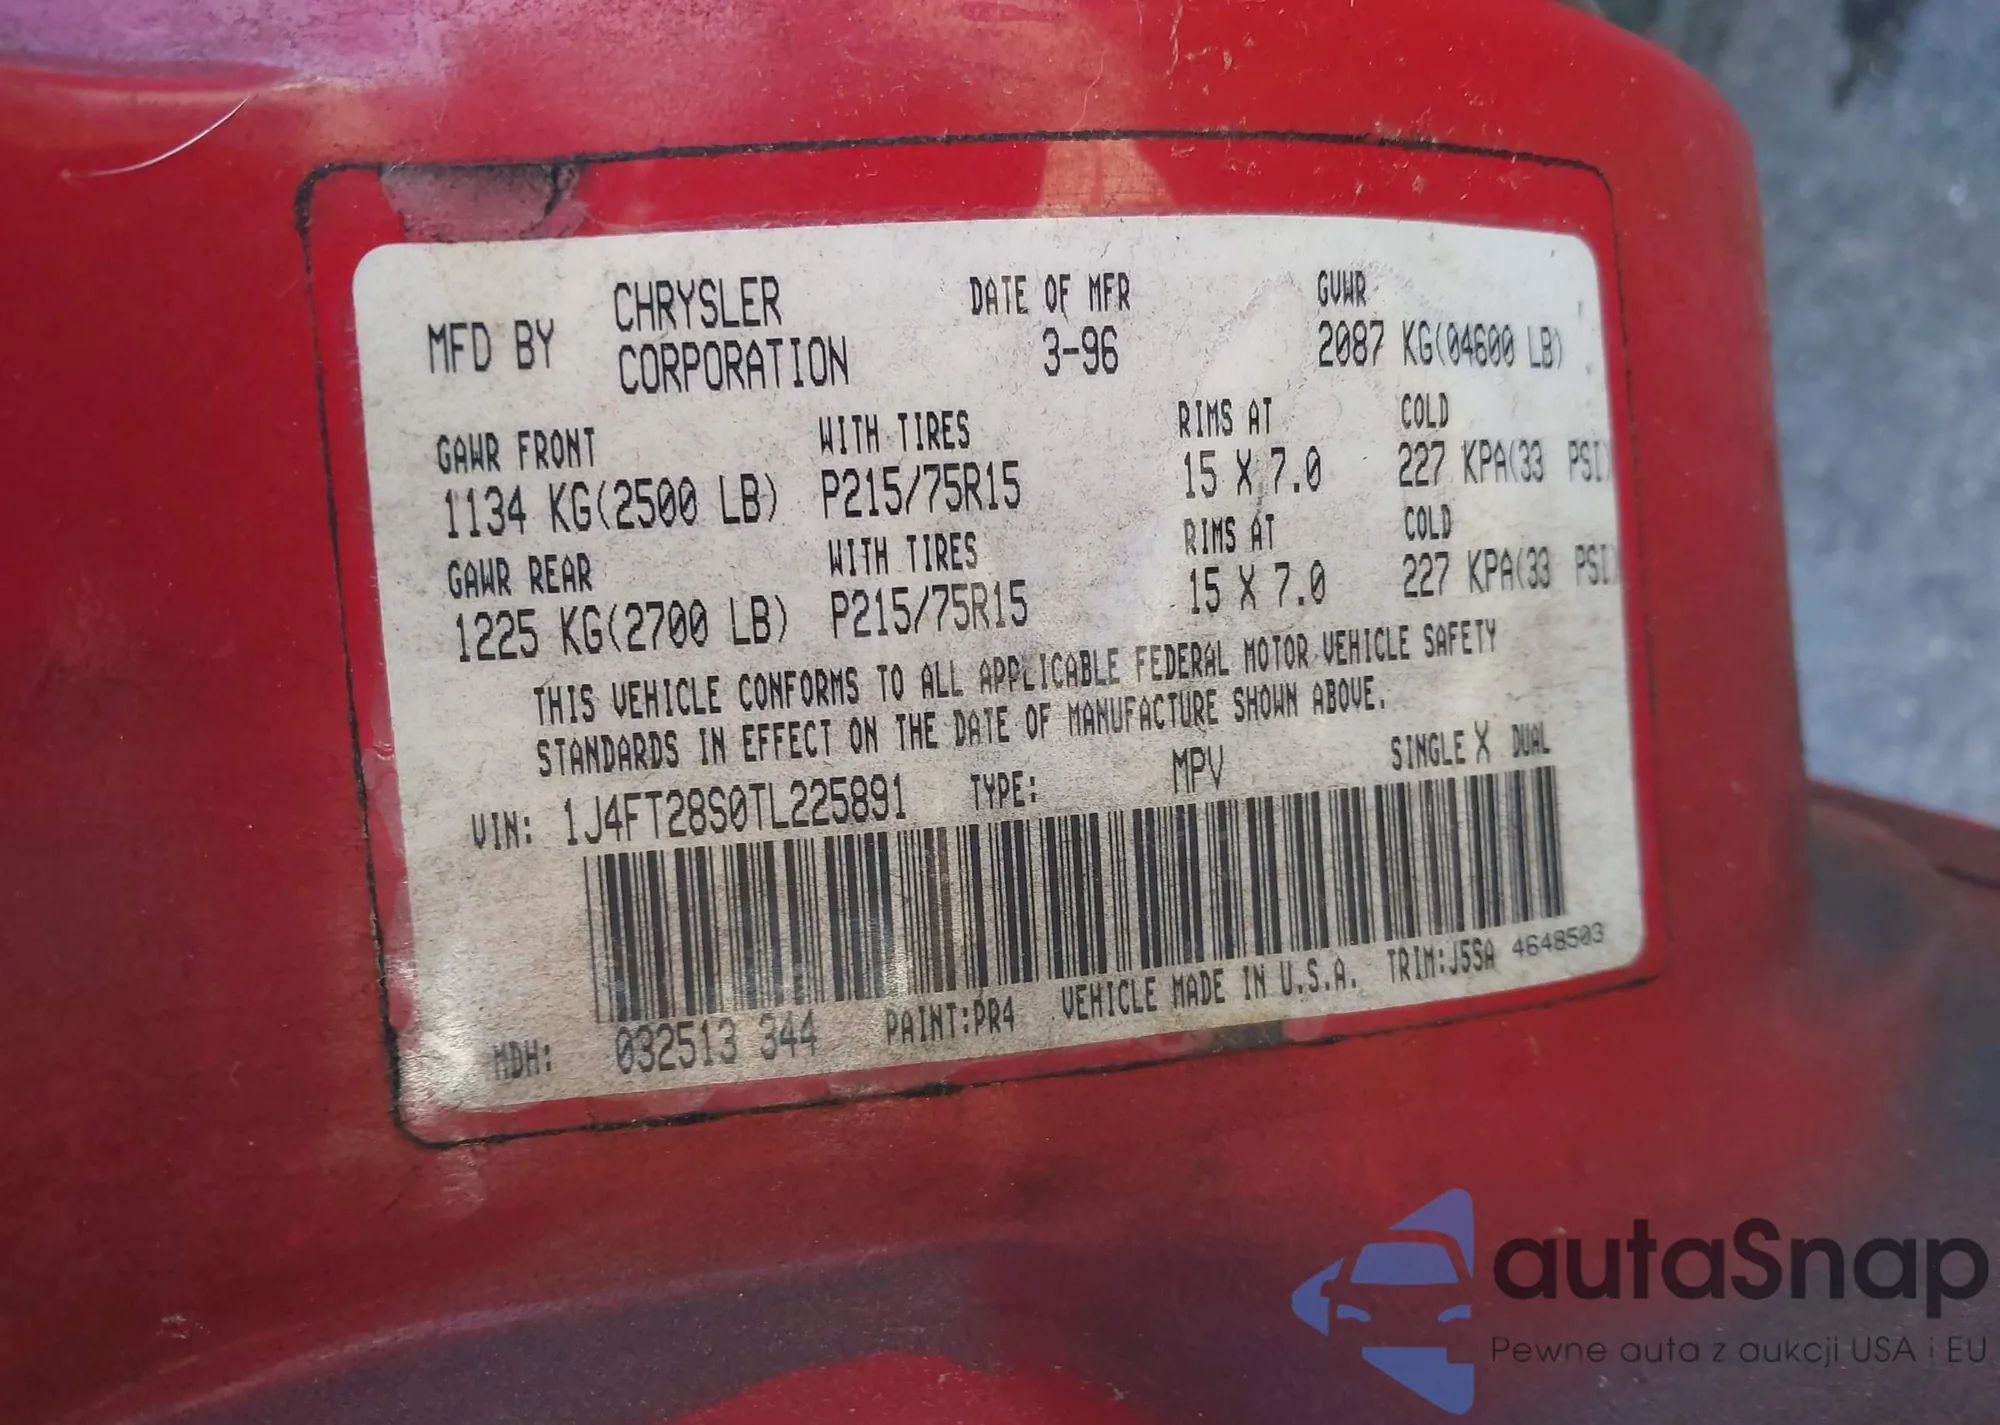 MFD BY CHRYSLER CORPORATION
DATE OF MFR 3-96
GVWR 2087 KG(04600 LB)
GAWR FRONT WITH TIRES RIMS AT COLD
1134 KG(2500 LB) P215/75R15 15 X 7.0 227 KPA(33 PSI)
GAWR REAR WITH TIRES RIMS AT COLD
1225 KG(2700 LB) P215/75R15 15 X 7.0 227 KPA(33 PSI)
THIS VEHICLE CONFORMS TO ALL APPLICABLE FEDERAL MOTOR VEHICLE SAFETY
STANDARDS IN EFFECT ON THE DATE OF MANUFACTURE SHOWN ABOVE.
VIN: 1J4FT28S0TL225891 TYPE: MPV SINGLE X DUAL
MDH: 032513 344 PAINT:PR4 VEHICLE MADE IN U.S.A. TRIM:J5SA 4648503
autaSnap
Pewne auta z aukcji USA i EU